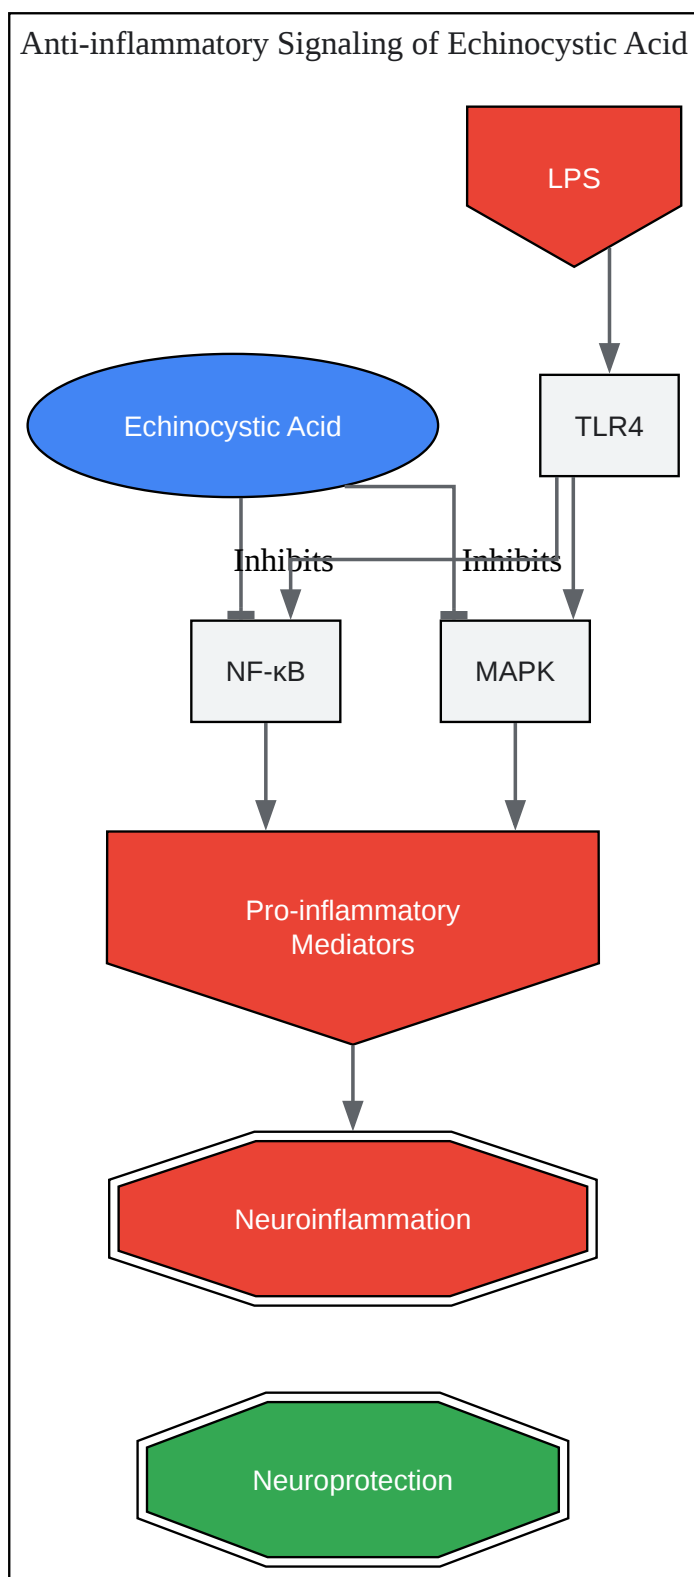 Anti-inflammatory Signaling of Echinocystic Acid
LPS
Echinocystic Acid
TLR4
Inhibits
Inhibits
NF-κB
MAPK
Pro-inflammatory
Mediators
Neuroinflammation
Neuroprotection